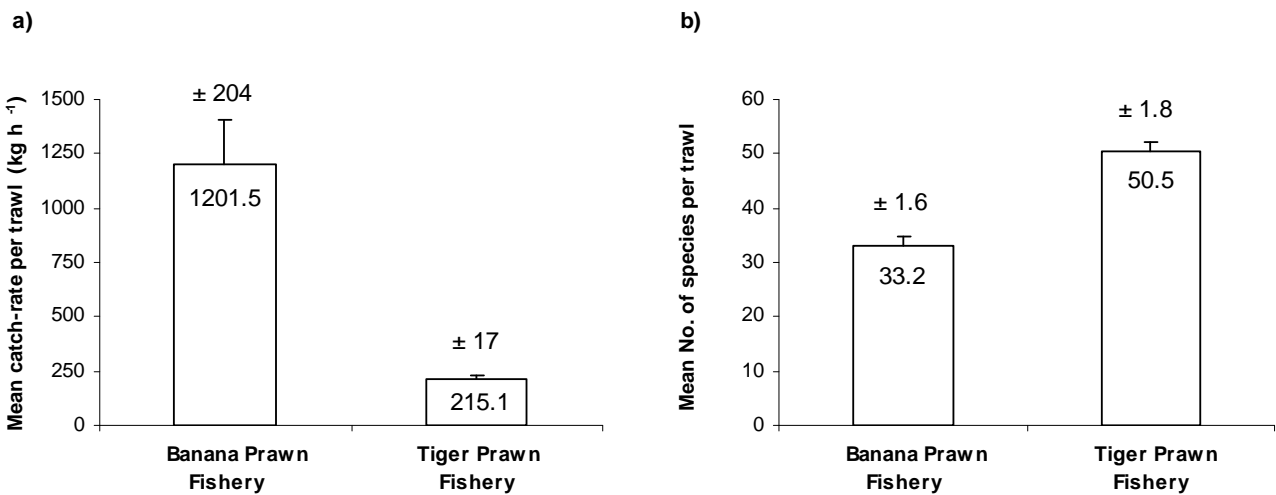 a)
Mean catch-rate per trawl (kg h -1)
1500
1250
1000
750
500
250
0
± 204
1201.5
± 17
215.1
Banana Prawn
Fishery
Tiger Prawn
Fishery
b)
Mean No. of species per trawl
60
50
40
30
20
10
0
± 1.6
33.2
± 1.8
50.5
Banana Prawn
Fishery
Tiger Prawn
Fishery